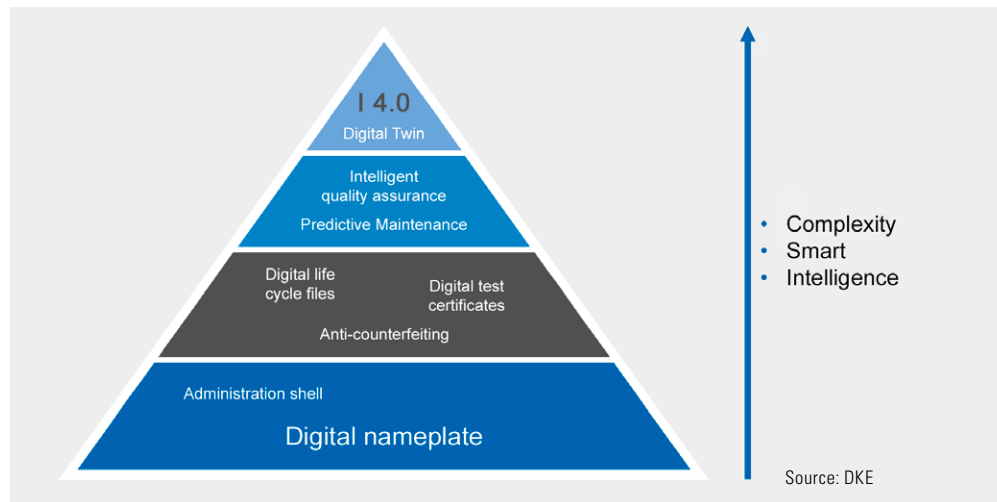 I 4.0
Digital Twin
Intelligent
quality assurance
Predictive Maintenance
Digital life
cycle files
Digital test
certificates
Anti-counterfeiting
Administration shell
Digital nameplate
• Complexity
• Smart
• Intelligence
Source: DKE